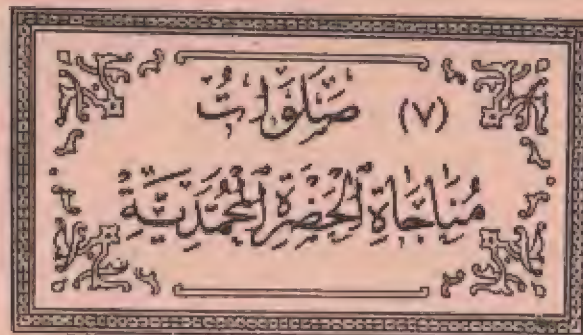 (٧) صَلَوَاتُ
مُنَاجَاةِ الْحَضْرَةِ الْمُحَمَّدِيَّةِ